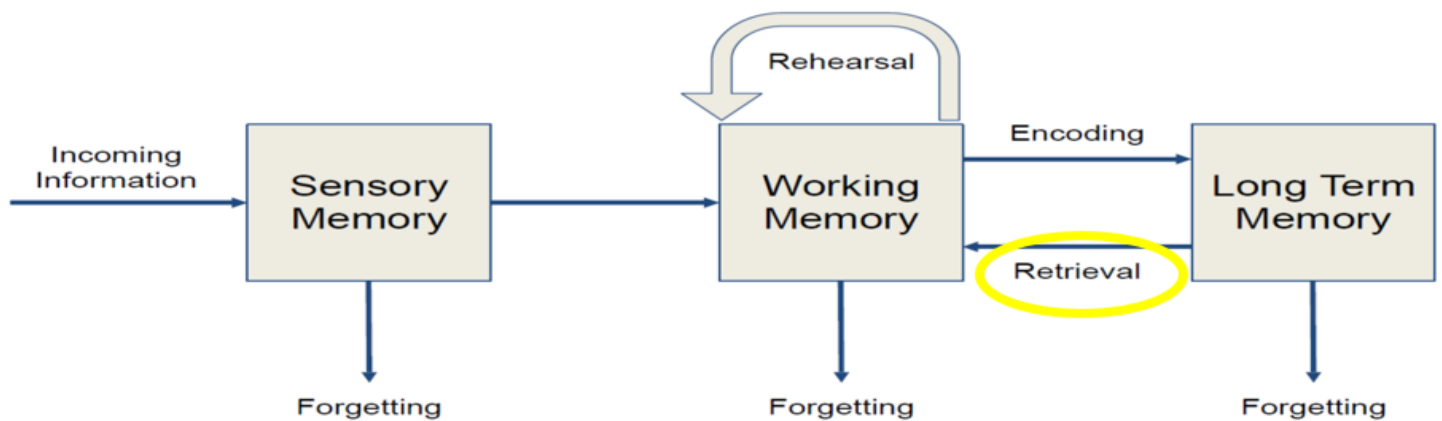 Rehearsal
Incoming
Information
Sensory
Memory
Working
Memory
Encoding
Retrieval
Long Term
Memory
Forgetting
Forgetting
Forgetting